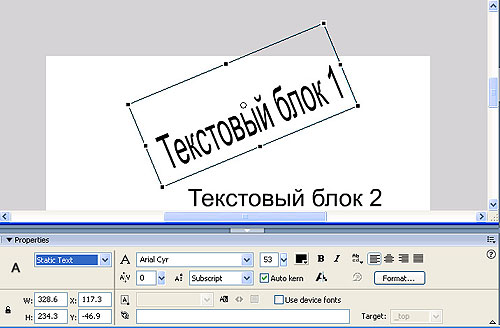 Текстовый блок 1
Текстовый блок 2
Properties
A Static Text A Arial Cyr 53 B I
A V 0 Subscript Auto kern Format...
W: 328.6 X: 117.3 Use device fonts
H: 234.3 Y: -46.9 Target: _top